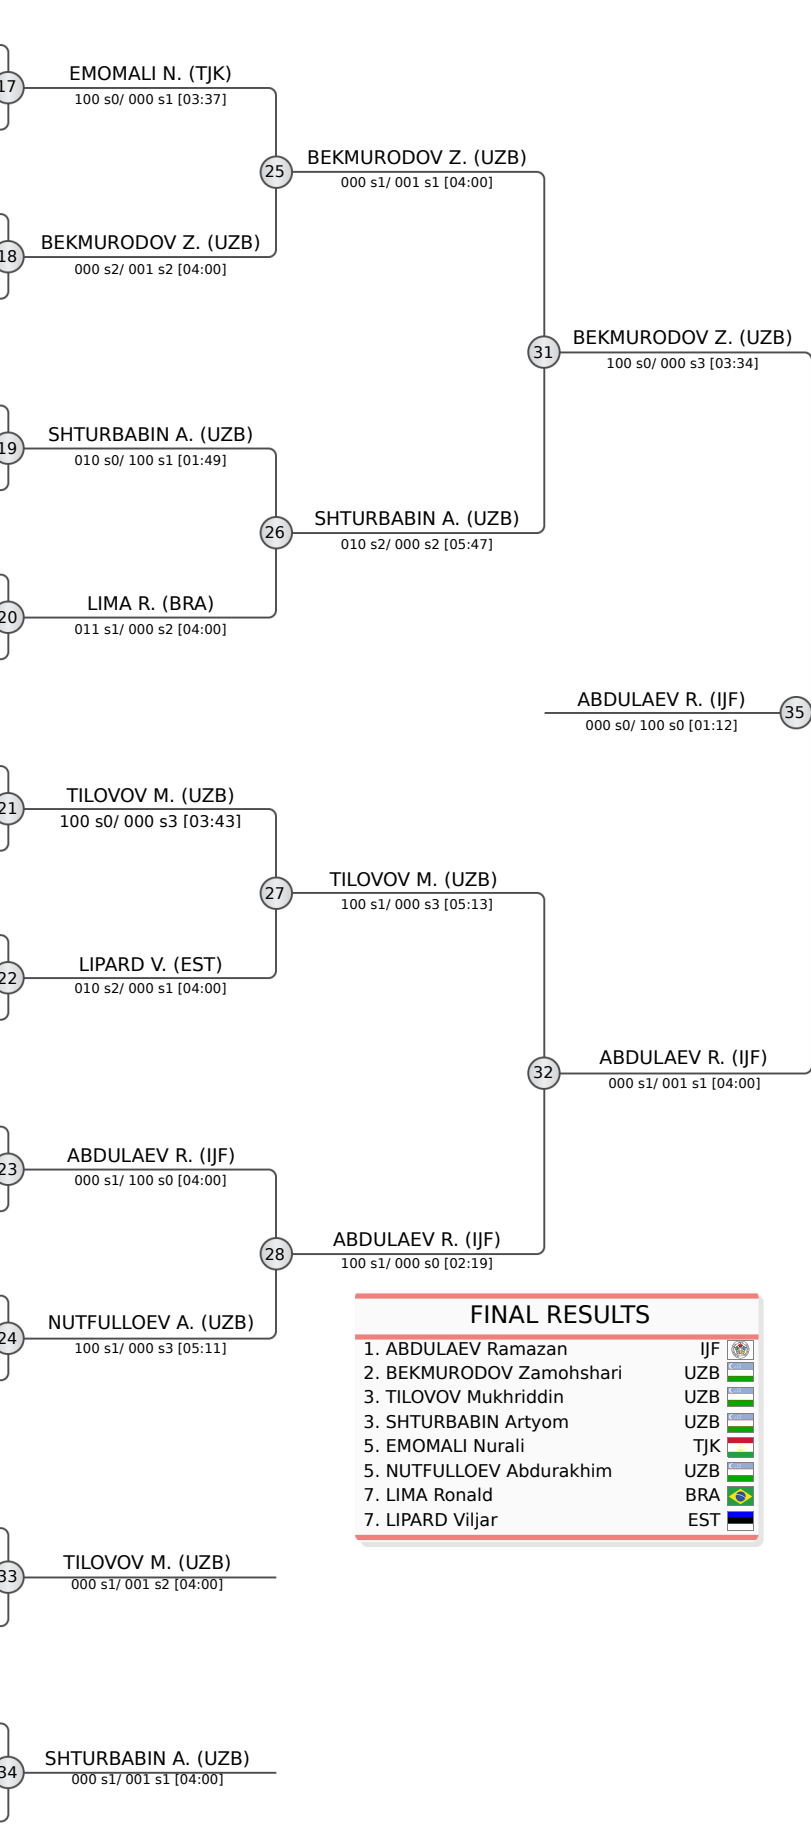 17
EMOMALI N. (TJK)
100 s0/ 000 s1 [03:37]
25
BEKMURODOV Z. (UZB)
000 s1/ 001 s1 [04:00]
18
BEKMURODOV Z. (UZB)
000 s2/ 001 s2 [04:00]
31
BEKMURODOV Z. (UZB)
100 s0/ 000 s3 [03:34]
19
SHTURBABIN A. (UZB)
010 s0/ 100 s1 [01:49]
26
SHTURBABIN A. (UZB)
010 s2/ 000 s2 [05:47]
20
LIMA R. (BRA)
011 s1/ 000 s2 [04:00]
ABDULAEV R. (IJF)
000 s0/ 100 s0 [01:12]
35
21
TILOVOV M. (UZB)
100 s0/ 000 s3 [03:43]
27
TILOVOV M. (UZB)
100 s1/ 000 s3 [05:13]
22
LIPARD V. (EST)
010 s2/ 000 s1 [04:00]
32
ABDULAEV R. (IJF)
000 s1/ 001 s1 [04:00]
23
ABDULAEV R. (IJF)
000 s1/ 100 s0 [04:00]
28
ABDULAEV R. (IJF)
100 s1/ 000 s0 [02:19]
24
NUTFULLOEV A. (UZB)
100 s1/ 000 s3 [05:11]
FINAL RESULTS
1. ABDULAEV Ramazan IJF
2. BEKMURODOV Zamohshari UZB
3. TILOVOV Mukhriddin UZB
3. SHTURBABIN Artyom UZB
5. EMOMALI Nurali TJK
5. NUTFULLOEV Abdurakhim UZB
7. LIMA Ronald BRA
7. LIPARD Viljar EST
33
TILOVOV M. (UZB)
000 s1/ 001 s2 [04:00]
34
SHTURBABIN A. (UZB)
000 s1/ 001 s1 [04:00]